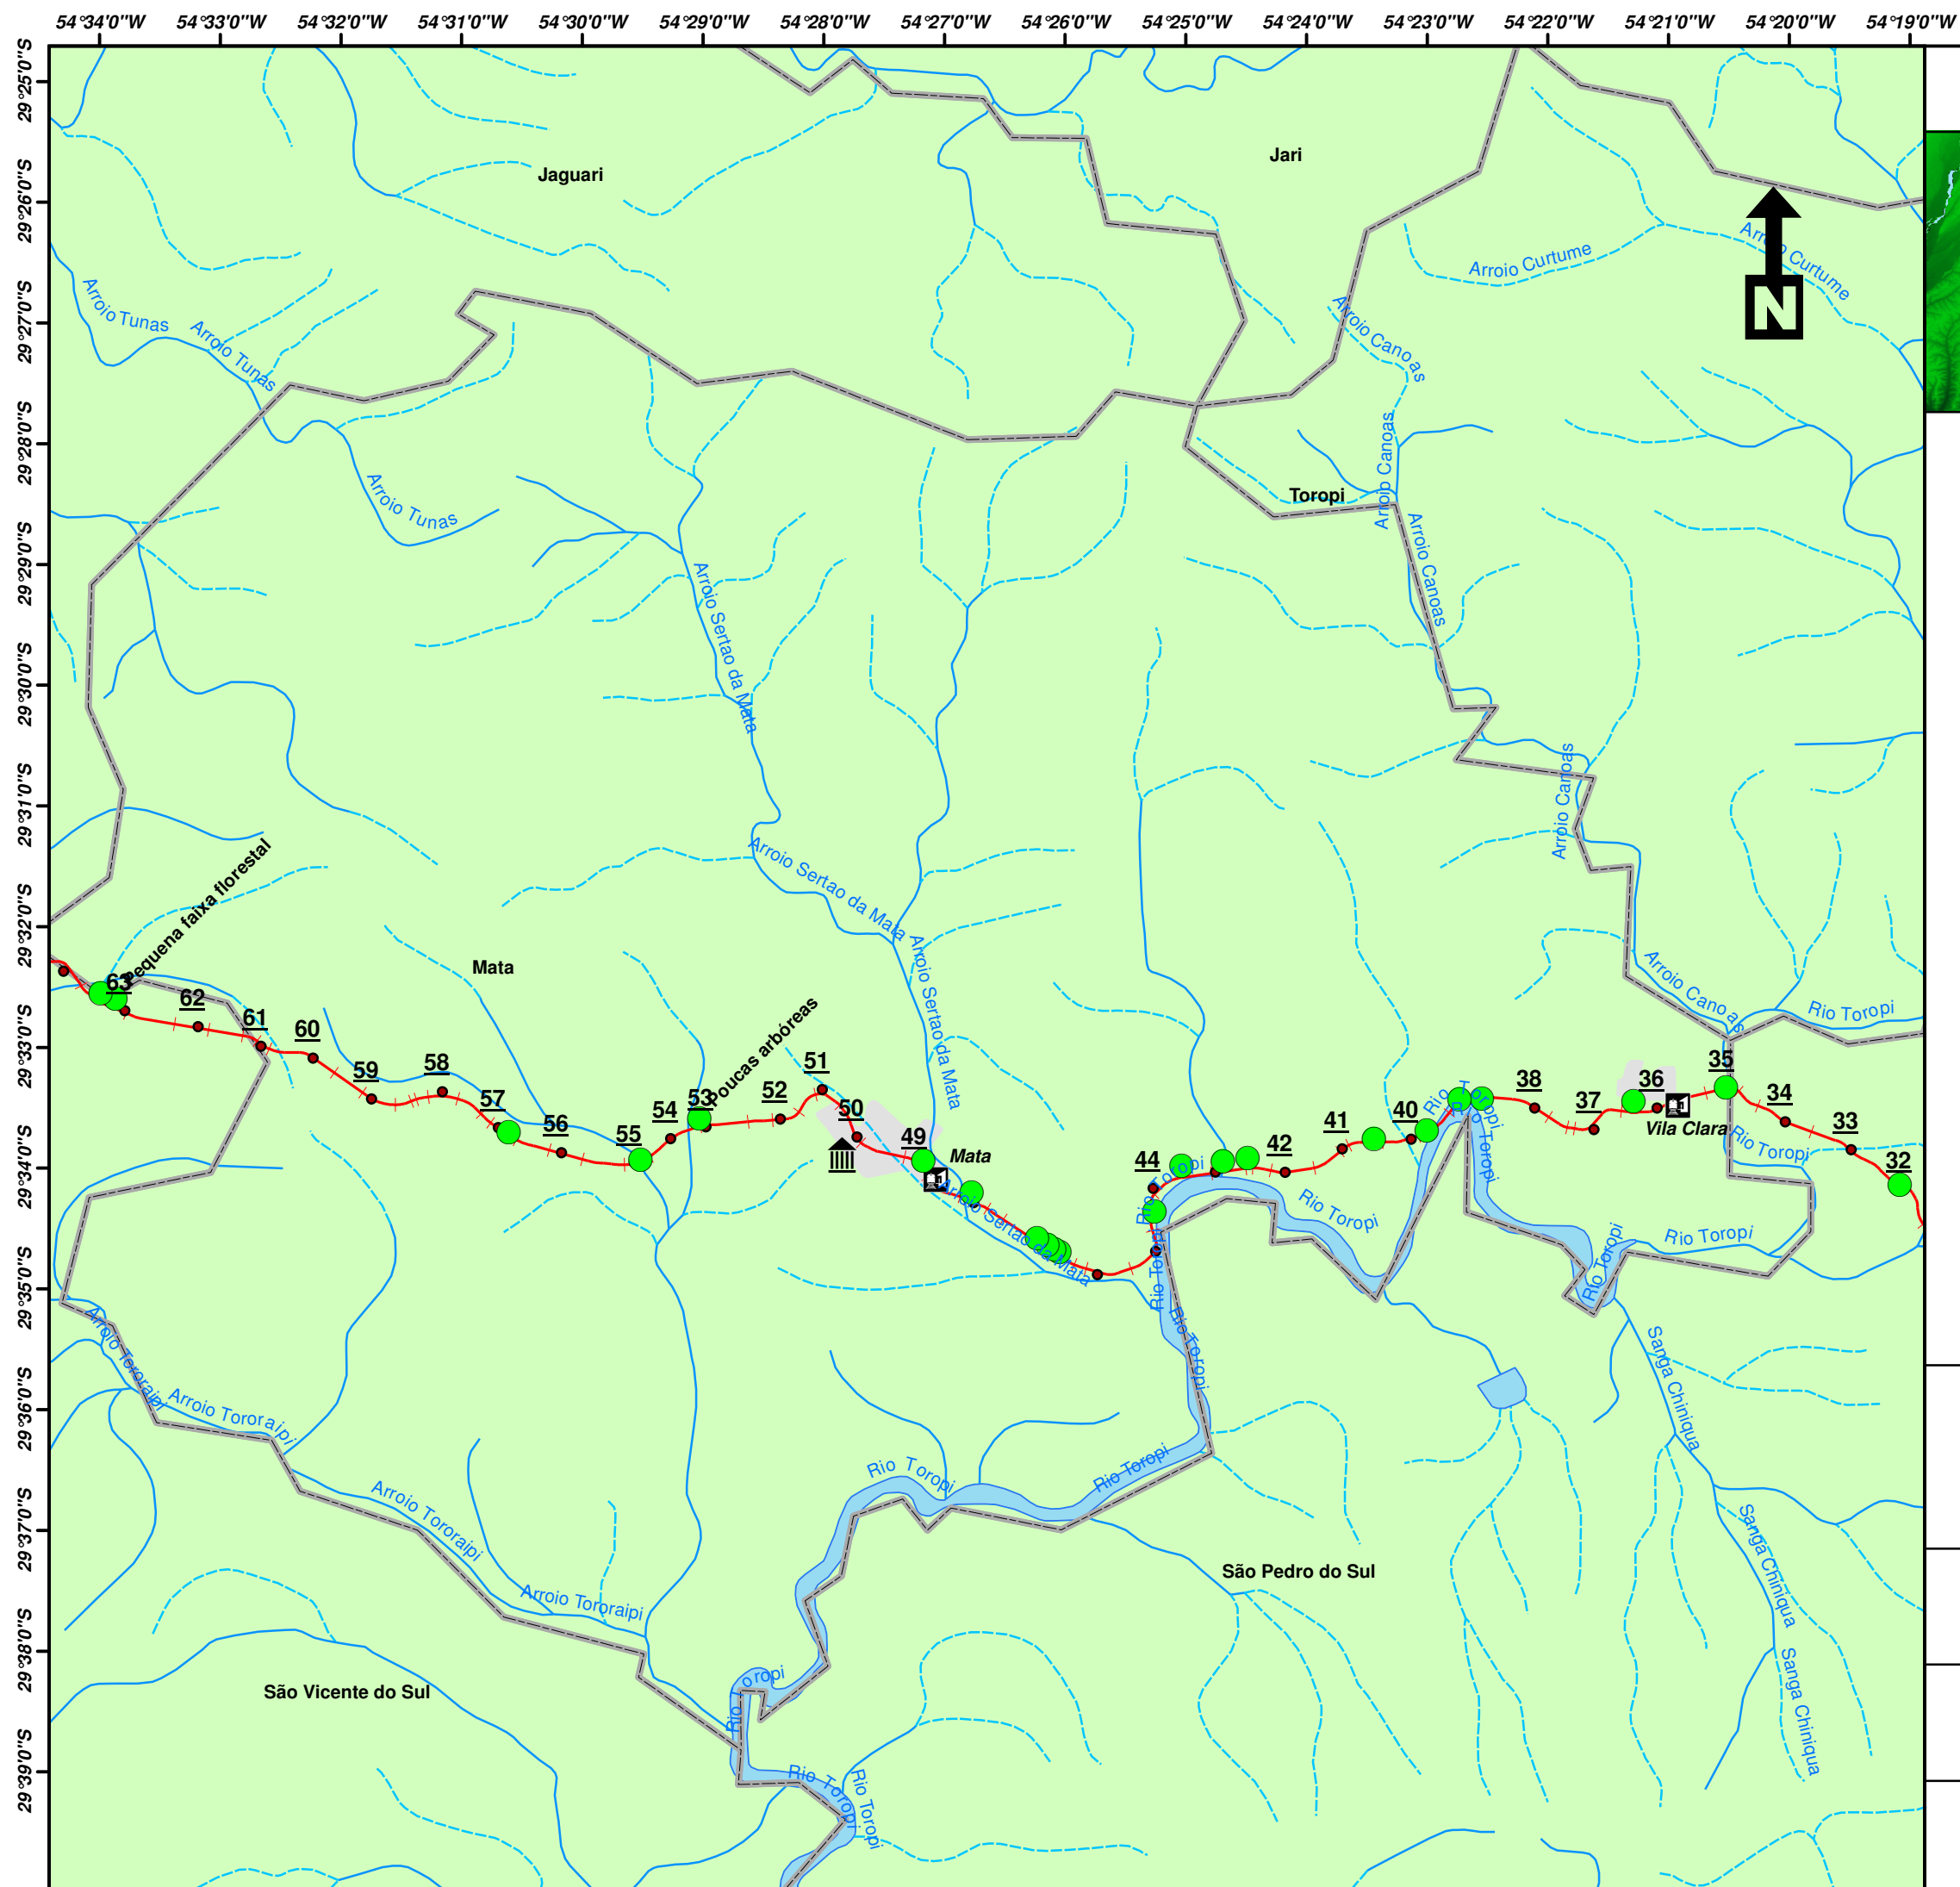 54°34'0"W 54°33'0"W 54°32'0"W 54°31'0"W 54°30'0"W 54°29'0"W 54°28'0"W 54°27'0"W 54°26'0"W 54°25'0"W 54°24'0"W 54°23'0"W 54°22'0"W 54°21'0"W 54°20'0"W 54°19'0"W
29°25'0"S
29°26'0"S
29°27'0"S
29°28'0"S
29°29'0"S
29°30'0"S
29°31'0"S
29°32'0"S
29°33'0"S
29°34'0"S
29°35'0"S
29°36'0"S
29°37'0"S
29°38'0"S
29°39'0"S
Jari
Jaguari
Arroio Curtume
Arroio Curtume
N
Arroio Tunas
Arroio Tunas
Arroio Canoas
Arroio Tunas
Toropi
Arroio Canoas
Arroio Canoas
Arroio Sertao da Mata
Arroio Canoas
Arroio Sertao da Mata
Pequena faixa florestal
Mata
Arroio Sertao da Mata
Arroio Canoas
Rio Toropi
Poucas arbóreas
63
62
61
60
59
58
57
56
55
54
53
52
51
50
49
Mata
44
42
41
40
38
37
36
35
34
33
32
Vila Clara
Rio Toropi
Rio Toropi
Rio Toropi
Rio Toropi
Rio Toropi
Rio Toropi
Rio Toropi
Arroio Sertao da Mata
Rio Toropi
Rio Toropi
Arroio Tororaipi
Arroio Tororaipi
Sanga Chiniqua
Rio Toropi
Rio Toropi
Arroio Tororaipi
Sanga Chiniqua
São Pedro do Sul
Arroio Tororaipi
Sanga Chiniqua
São Vicente do Sul
Rio Toropi
Rio Toropi
Rio Toropi